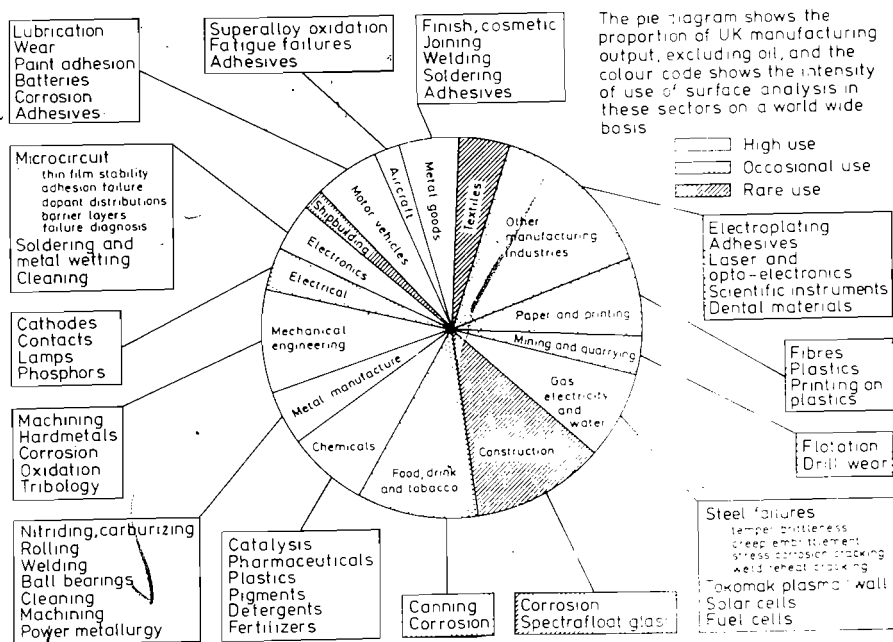 Lubrication
Wear
Paint adhesion
Batteries
Corrosion
Adhesives
Superalloy oxidation
Fatigue failures
Adhesives
Finish, cosmetic
Joining
Welding
Soldering
Adhesives
The pie diagram shows the
proportion of UK manufacturing
output, excluding oil, and the
colour code shows the intensity
of use of surface analysis in
these sectors on a world wide
basis
High use
Occasional use
Rare use
Microcircuit
thin film stability
adhesion failure
dopant distributions
barrier layers
failure diagnosis
Soldering and
metal wetting
Cleaning
Cathodes
Contacts
Lamps
Phosphors
Machining
Hardmetals
Corrosion
Oxidation
Tribology
Nitriding, carburizing
Rolling
Welding
Ball bearings
Cleaning
Machining
Power metallurgy
Shipbuilding
Motor vehicles
Aircraft
Metal goods
Textiles
Other
manufacturing
industries
Electronics
Electrical
Mechanical
engineering
Metal manufacture
Chemicals
Food, drink
and tobacco
Construction
Gas
electricity
and
water
Mining and quarrying
Paper and printing
Electroplating
Adhesives
Laser and
opto-electronics
Scientific instruments
Dental materials
Fibres
Plastics
Printing on
plastics
Flotation
Drill wear
Steel failures
temper brittleness
creep embrittlement
stress corrosion cracking
weld reheat cracking
Tokomak plasma wall
Solar cells
Fuel cells
Catalysis
Pharmaceuticals
Plastics
Pigments
Detergents
Fertilizers
Canning
Corrosion
Corrosion
Spectrafloat glass